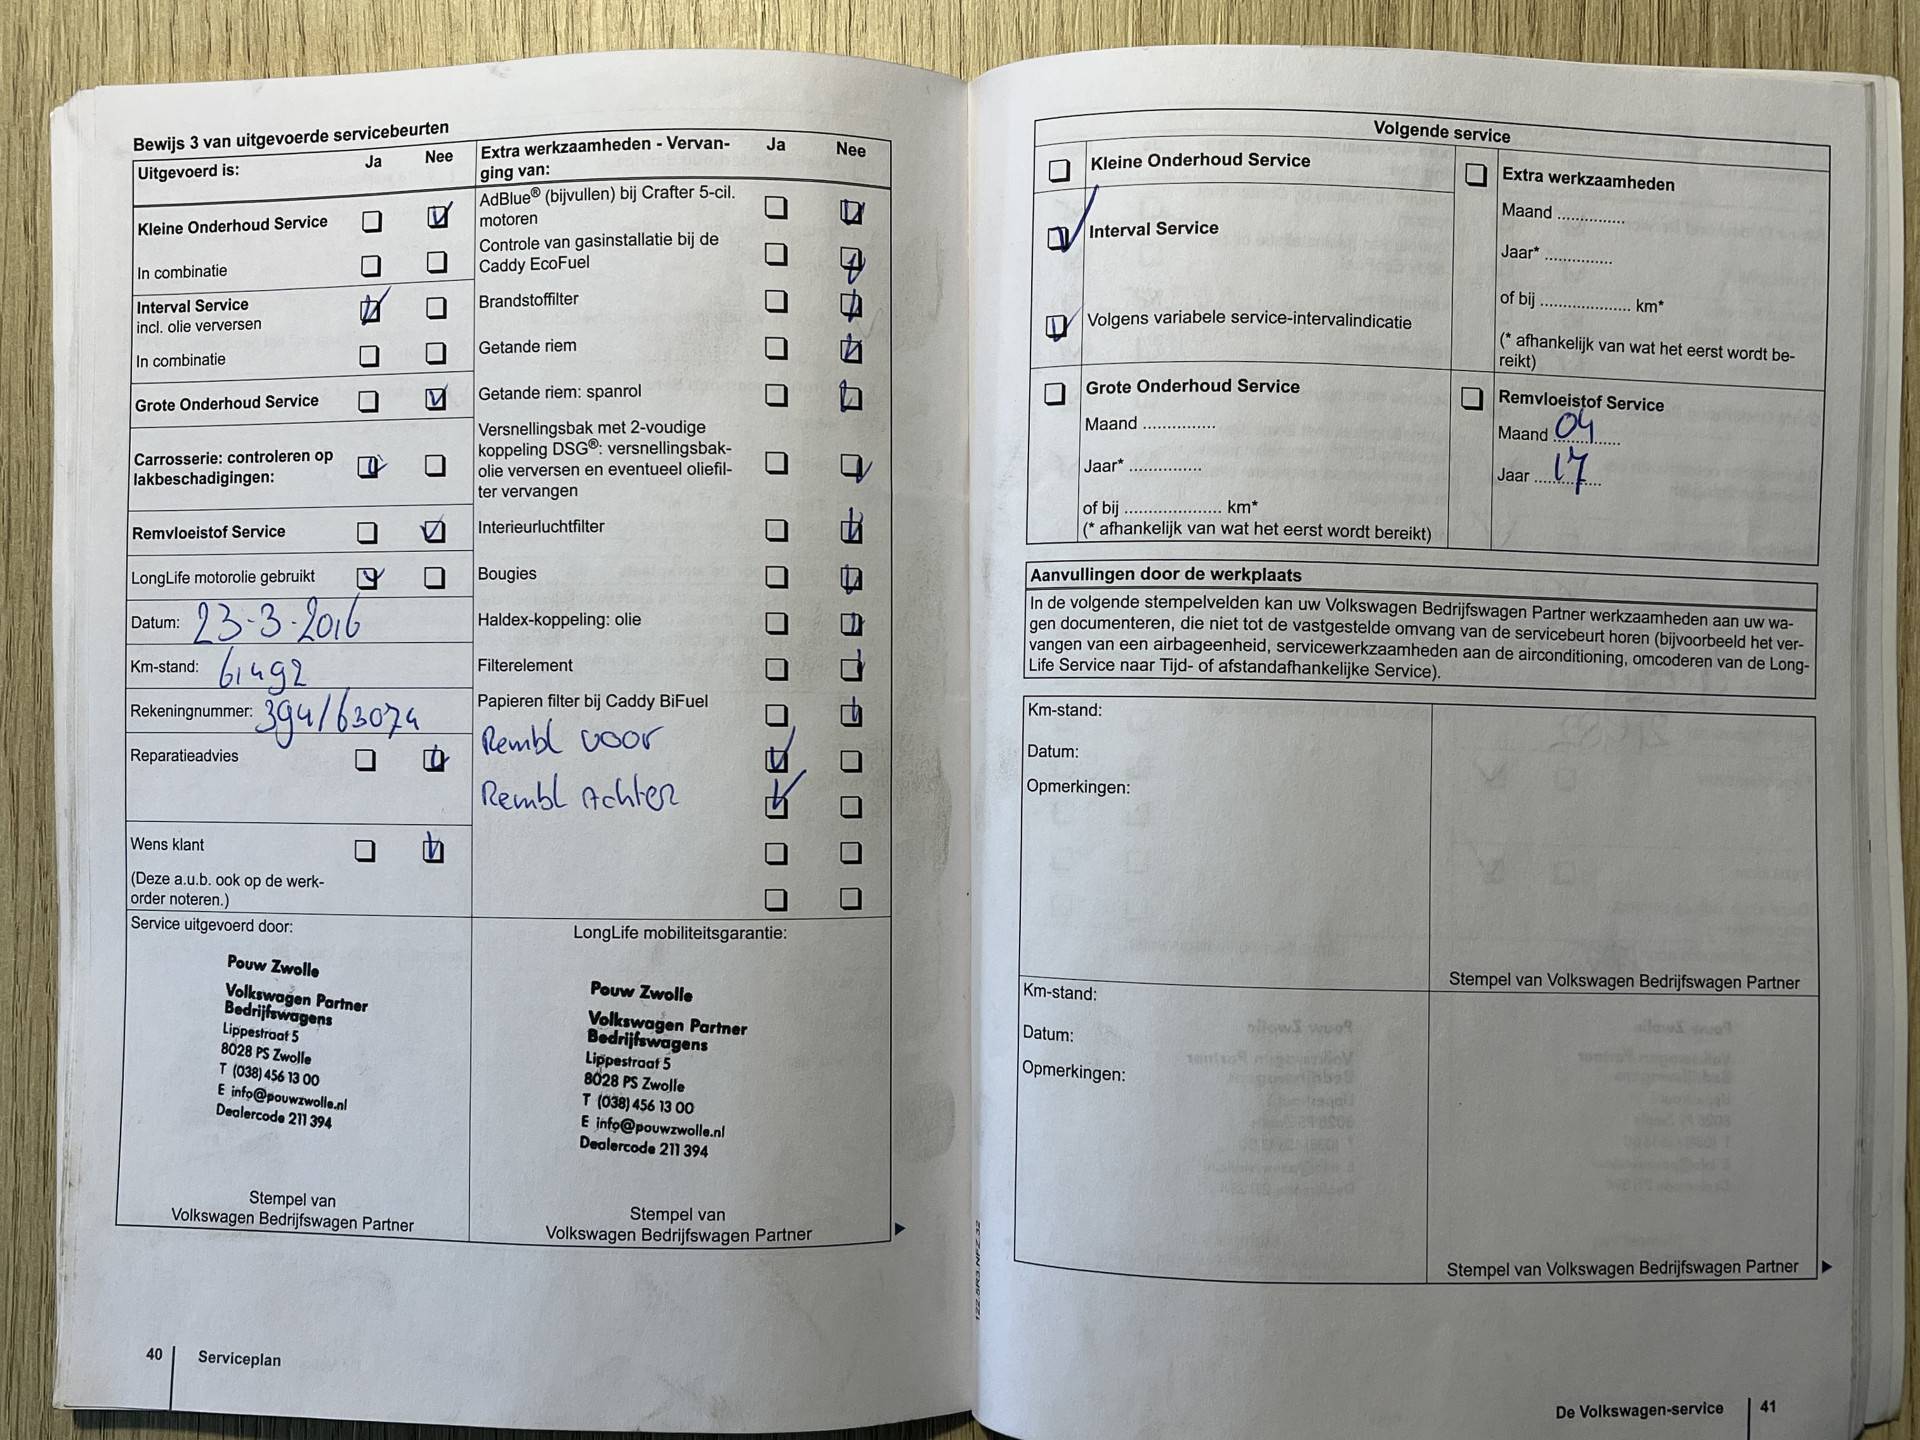 Bewijs 3 van uitgevoerde servicebeurten
Uitgevoerd is:
Ja
Nee
Kleine Onderhoud Service
In combinatie
Interval Service
incl. olie verversen
In combinatie
Grote Onderhoud Service
Carrosserie: controleren op
lakbeschadigingen:
Remvloeistof Service
LongLife motorolie gebruikt
Datum: 23-3-2016
Km-stand: 61492
Rekeningnummer: 394/63074
Reparatieadvies
Wens klant
(Deze a.u.b. ook op de werk-
order noteren.)
Extra werkzaamheden - Vervan-
ging van:
Ja
Nee
AdBlue® (bijvullen) bij Crafter 5-cil.
motoren
Controle van gasinstallatie bij de
Caddy EcoFuel
Brandstoffilter
Getande riem
Getande riem: spanrol
Versnellingsbak met 2-voudige
koppeling DSG®: versnellingsbak-
olie verversen en eventueel oliefil-
ter vervangen
Interieurluchtfilter
Bougies
Haldex-koppeling: olie
Filterelement
Papieren filter bij Caddy BiFuel
Rembl voor
Rembl Achter
Service uitgevoerd door:
Pouw Zwolle
Volkswagen Partner
Bedrijfswagens
Lippestraat 5
8028 PS Zwolle
T (038) 456 13 00
E info@pouwzwolle.nl
Dealercode 211 394
Stempel van
Volkswagen Bedrijfswagen Partner
LongLife mobiliteitsgarantie:
Pouw Zwolle
Volkswagen Partner
Bedrijfswagens
Lippestraat 5
8028 PS Zwolle
T (038) 456 13 00
E info@pouwzwolle.nl
Dealercode 211 394
Stempel van
Volkswagen Bedrijfswagen Partner
40
Serviceplan
122.5R3.NFZ.32
Volgende service
Kleine Onderhoud Service
Interval Service
Volgens variabele service-intervalindicatie
Grote Onderhoud Service
Maand ...............
Jaar* ...............
of bij .................... km*
(* afhankelijk van wat het eerst wordt bereikt)
Extra werkzaamheden
Maand ..............
Jaar* ..............
of bij ................... km*
(* afhankelijk van wat het eerst wordt be-
reikt)
Remvloeistof Service
Maand 04
Jaar 17
Aanvullingen door de werkplaats
In de volgende stempelvelden kan uw Volkswagen Bedrijfswagen Partner werkzaamheden aan uw wa-
gen documenteren, die niet tot de vastgestelde omvang van de servicebeurt horen (bijvoorbeeld het ver-
vangen van een airbageenheid, servicewerkzaamheden aan de airconditioning, omcoderen van de Long-
Life Service naar Tijd- of afstandafhankelijke Service).
Km-stand:
Datum:
Opmerkingen:
Stempel van Volkswagen Bedrijfswagen Partner
Km-stand:
Datum:
Opmerkingen:
Stempel van Volkswagen Bedrijfswagen Partner
De Volkswagen-service
41